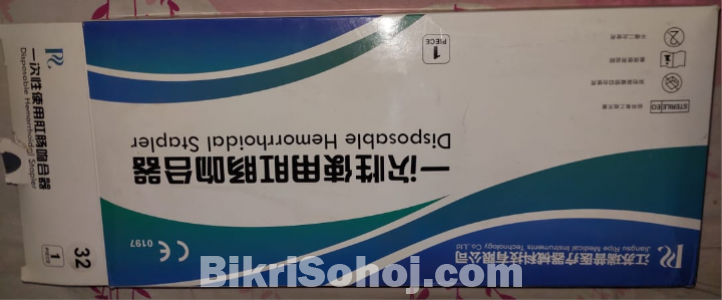 江苏瑞普医疗器械科技有限公司
Jiangsu Ripe Medical Instruments Technology Co.,Ltd
CE 0197
一次性使用肛肠吻合器
Disposable Hemorrhoidal Stapler
STERILE EO
1
PIECE
一次性使用肛肠吻合器
Disposable Hemorrhoidal Stapler
32
1
PIECE
BikriSohoj.com